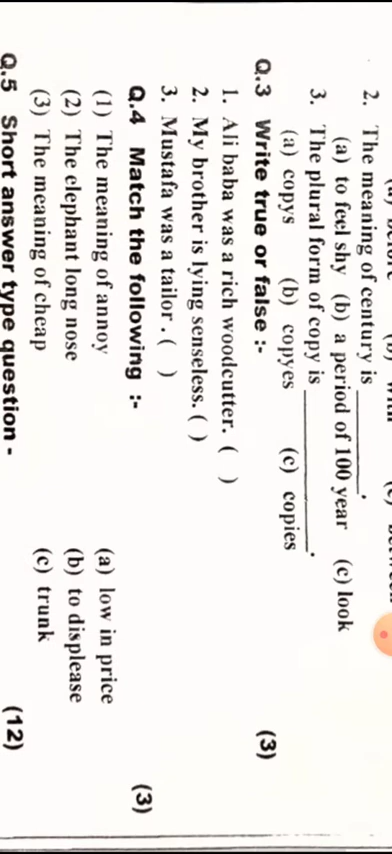 2. The meaning of century is ________.
(a) to feel shy (b) a period of 100 year (c) look
3. The plural form of copy is ________.
(a) copys (b) copyes (c) copies
Q.3 Write true or false :- (3)
1. Ali baba was a rich woodcutter. ( )
2. My brother is lying senseless. ( )
3. Mustafa was a tailor . ( )
Q.4 Match the following :- (3)
(1) The meaning of annoy (a) low in price
(2) The elephant long nose (b) to displease
(3) The meaning of cheap (c) trunk
Q.5 Short answer type question - (12)